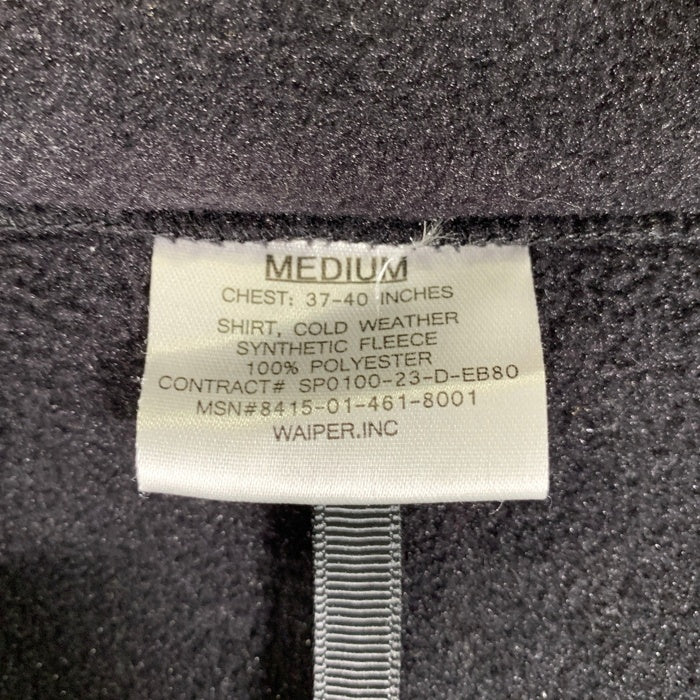 MEDIUM
CHEST: 37-40 INCHES
SHIRT, COLD WEATHER
SYNTHETIC FLEECE
100% POLYESTER
CONTRACT# SP0100-23-D-EB80
MSN#8415-01-461-8001
WAIPER.INC